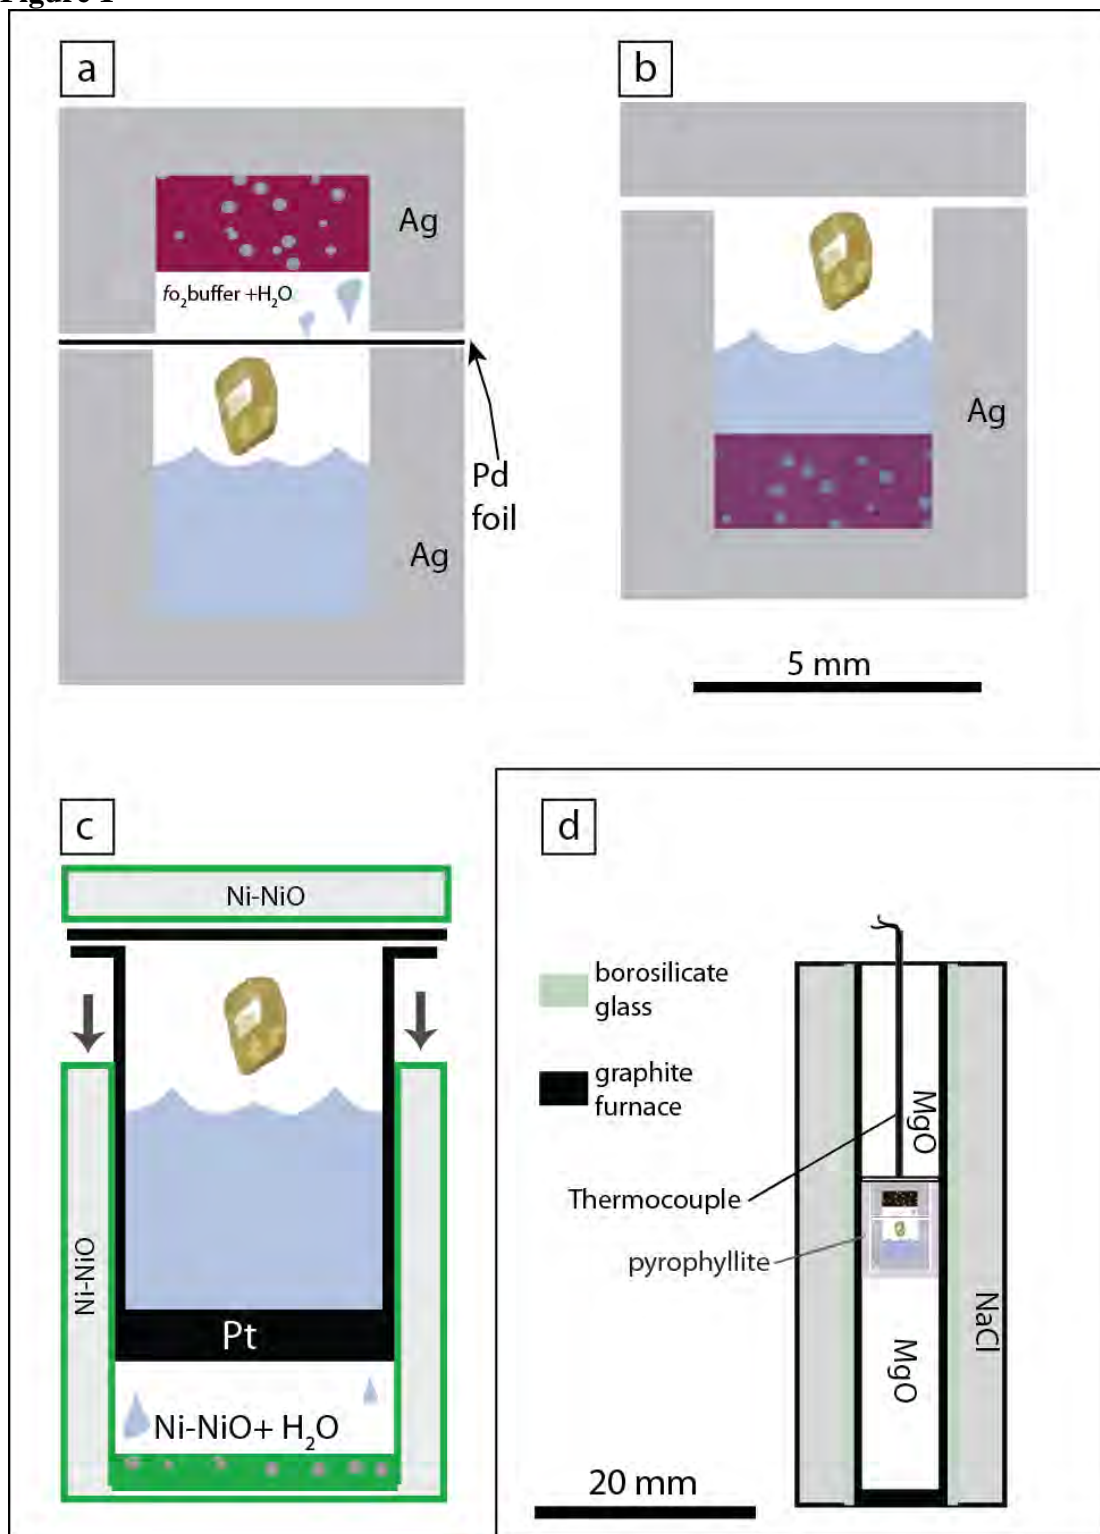 Figure 1
a
b
Ag
fo₂buffer +H₂O
Pd
foil
Ag
Ag
5 mm
c
d
Ni-NiO
borosilicate
glass
graphite
furnace
MgO
Thermocouple
pyrophyllite
Ni-NiO
NaCl
Pt
MgO
Ni-NiO+ H₂O
20 mm